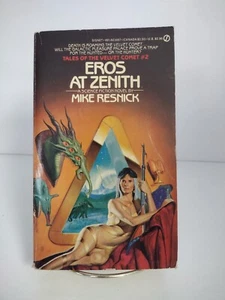 DEATH IS ROAMING THE VELVET COMET.
WILL THE GALACTIC PLEASURE PALACE PROVE A TRAP
FOR THE HUNTED—OR THE HUNTER?
TALES OF THE VELVET COMET #2
EROS
AT ZENITH
A SCIENCE FICTION NOVEL BY
MIKE RESNICK